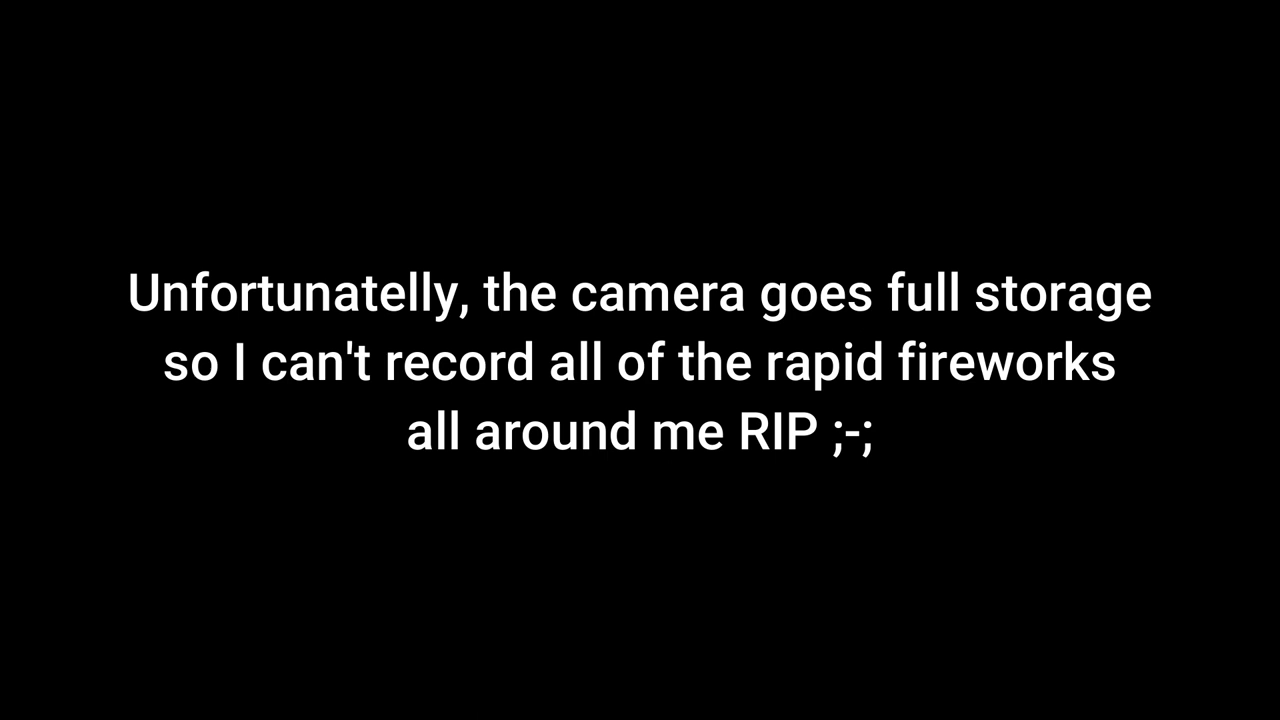 Unfortunatelly, the camera goes full storage
so I can't record all of the rapid fireworks
all around me RIP ;-;